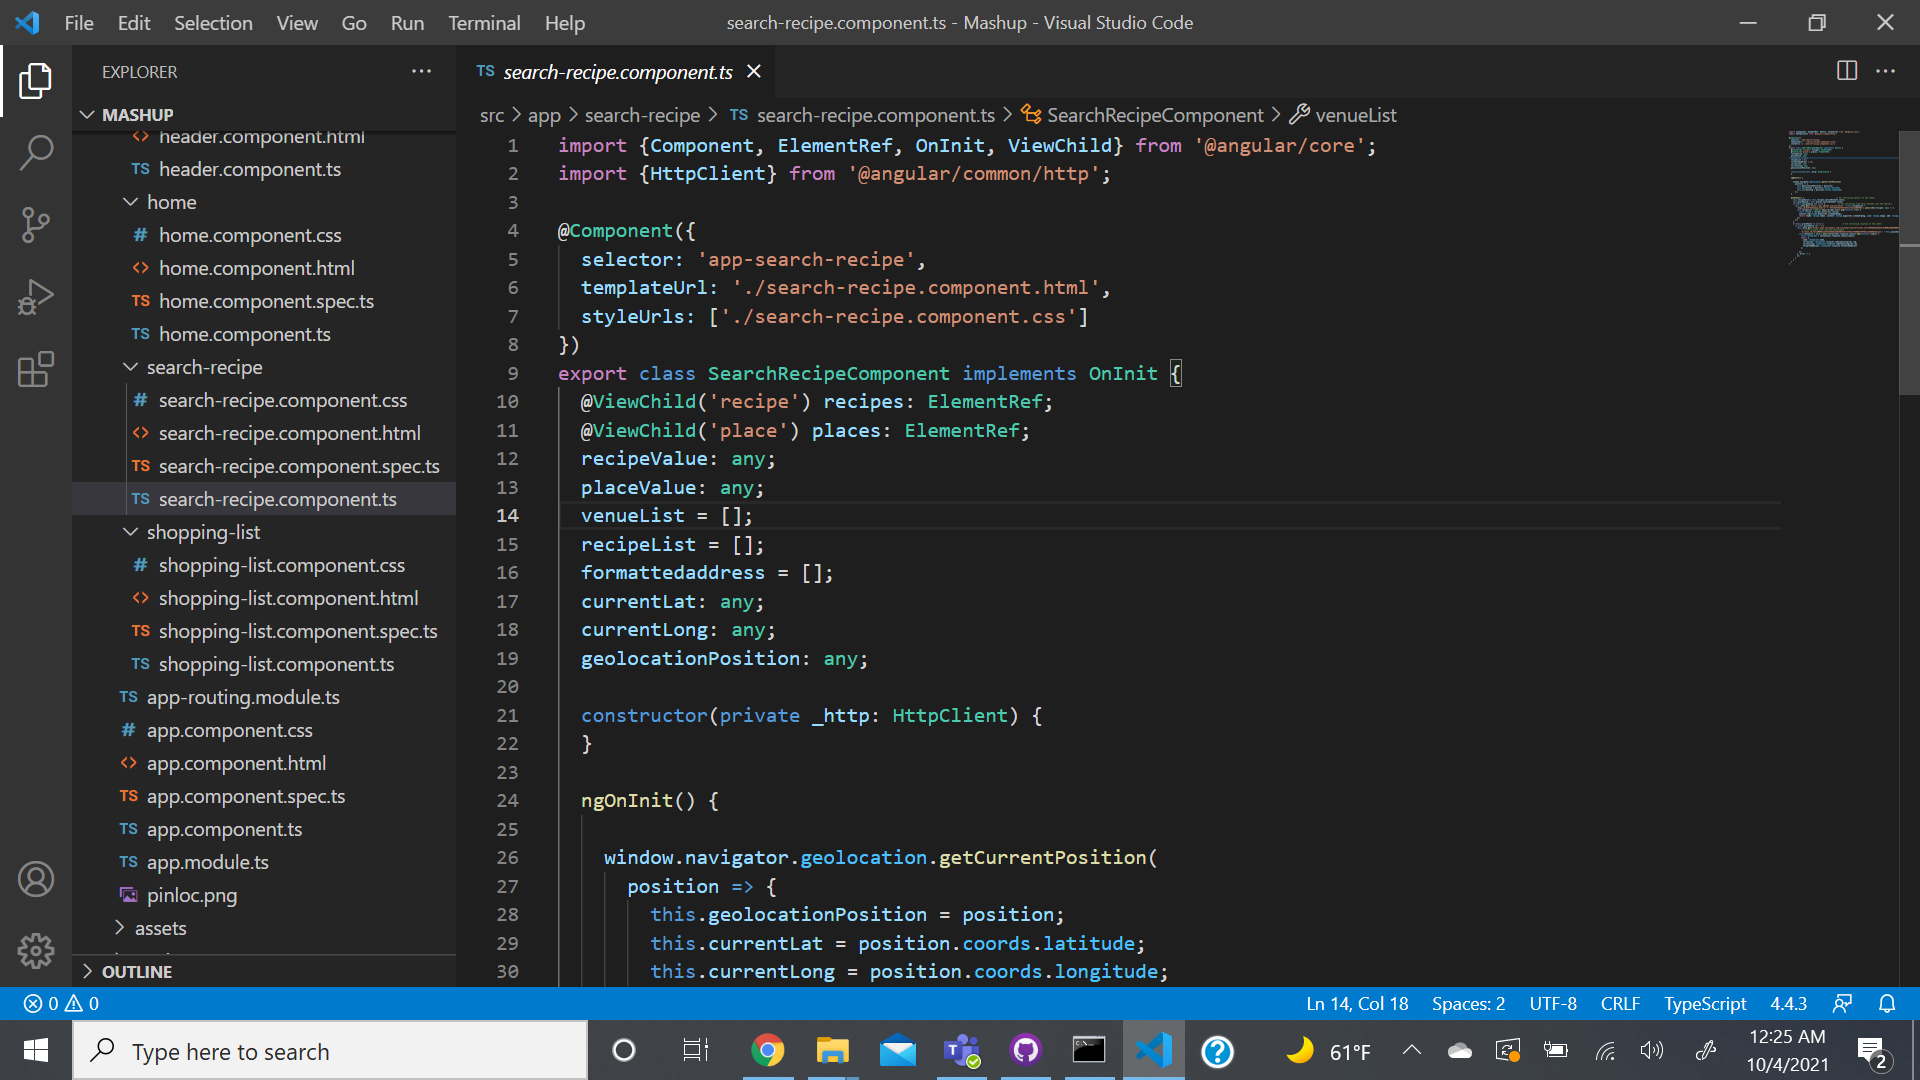 File Edit Selection View Go Run Terminal Help
search-recipe.component.ts - Mashup - Visual Studio Code
EXPLORER
MASHUP
header.component.html
TS header.component.ts
home
# home.component.css
<> home.component.html
TS home.component.spec.ts
TS home.component.ts
search-recipe
# search-recipe.component.css
<> search-recipe.component.html
TS search-recipe.component.spec.ts
TS search-recipe.component.ts
shopping-list
# shopping-list.component.css
<> shopping-list.component.html
TS shopping-list.component.spec.ts
TS shopping-list.component.ts
TS app-routing.module.ts
# app.component.css
<> app.component.html
TS app.component.spec.ts
TS app.component.ts
TS app.module.ts
pinloc.png
assets
OUTLINE
TS search-recipe.component.ts
src > app > search-recipe > TS search-recipe.component.ts > SearchRecipeComponent > venueList
1 import {Component, ElementRef, OnInit, ViewChild} from '@angular/core';
2 import {HttpClient} from '@angular/common/http';
3
4 @Component({
5 selector: 'app-search-recipe',
6 templateUrl: './search-recipe.component.html',
7 styleUrls: ['./search-recipe.component.css']
8 })
9 export class SearchRecipeComponent implements OnInit {
10 @ViewChild('recipe') recipes: ElementRef;
11 @ViewChild('place') places: ElementRef;
12 recipeValue: any;
13 placeValue: any;
14 venueList = [];
15 recipeList = [];
16 formattedaddress = [];
17 currentLat: any;
18 currentLong: any;
19 geolocationPosition: any;
20
21 constructor(private _http: HttpClient) {
22 }
23
24 ngOnInit() {
25
26 window.navigator.geolocation.getCurrentPosition(
27 position => {
28 this.geolocationPosition = position;
29 this.currentLat = position.coords.latitude;
30 this.currentLong = position.coords.longitude;
0 0
Ln 14, Col 18 Spaces: 2 UTF-8 CRLF TypeScript 4.4.3
Type here to search
61°F
12:25 AM
10/4/2021
2